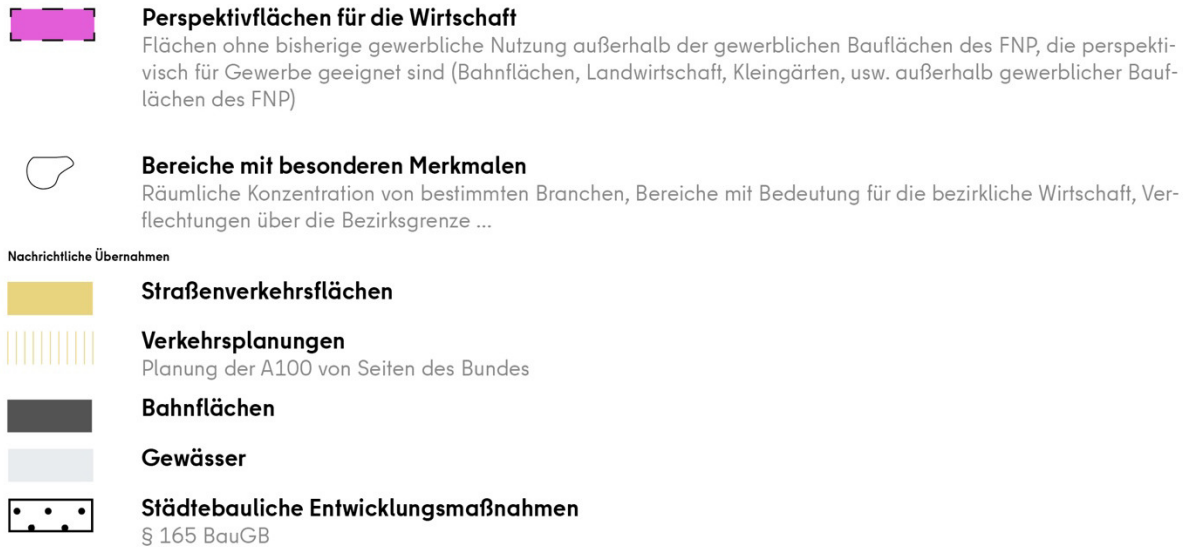 Perspektivflächen für die Wirtschaft
Flächen ohne bisherige gewerbliche Nutzung außerhalb der gewerblichen Bauflächen des FNP, die perspekti-
visch für Gewerbe geeignet sind (Bahnflächen, Landwirtschaft, Kleingärten, usw. außerhalb gewerblicher Bauf-
lächen des FNP)
Bereiche mit besonderen Merkmalen
Räumliche Konzentration von bestimmten Branchen, Bereiche mit Bedeutung für die bezirkliche Wirtschaft, Ver-
flechtungen über die Bezirksgrenze ...
Nachrichtliche Übernahmen
Straßenverkehrsflächen
Verkehrsplanungen
Planung der A100 von Seiten des Bundes
Bahnflächen
Gewässer
Städtebauliche Entwicklungsmaßnahmen
§ 165 BauGB